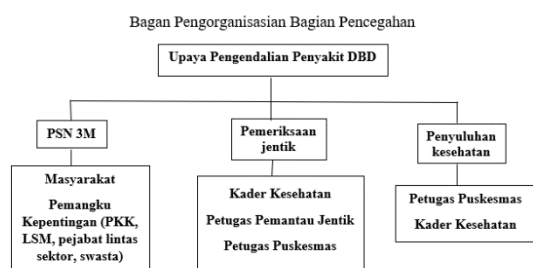 Bagan Pengorganisasian Bagian Pencegahan
Upaya Pengendalian Penyakit DBD
PSN 3M
Pemeriksaan
jentik
Penyuluhan
kesehatan
Masyarakat
Pemangku
Kepentingan (PKK,
LSM, pejabat lintas
sektor, swasta)
Kader Kesehatan
Petugas Pemantau Jentik
Petugas Puskesmas
Petugas Puskesmas
Kader Kesehatan